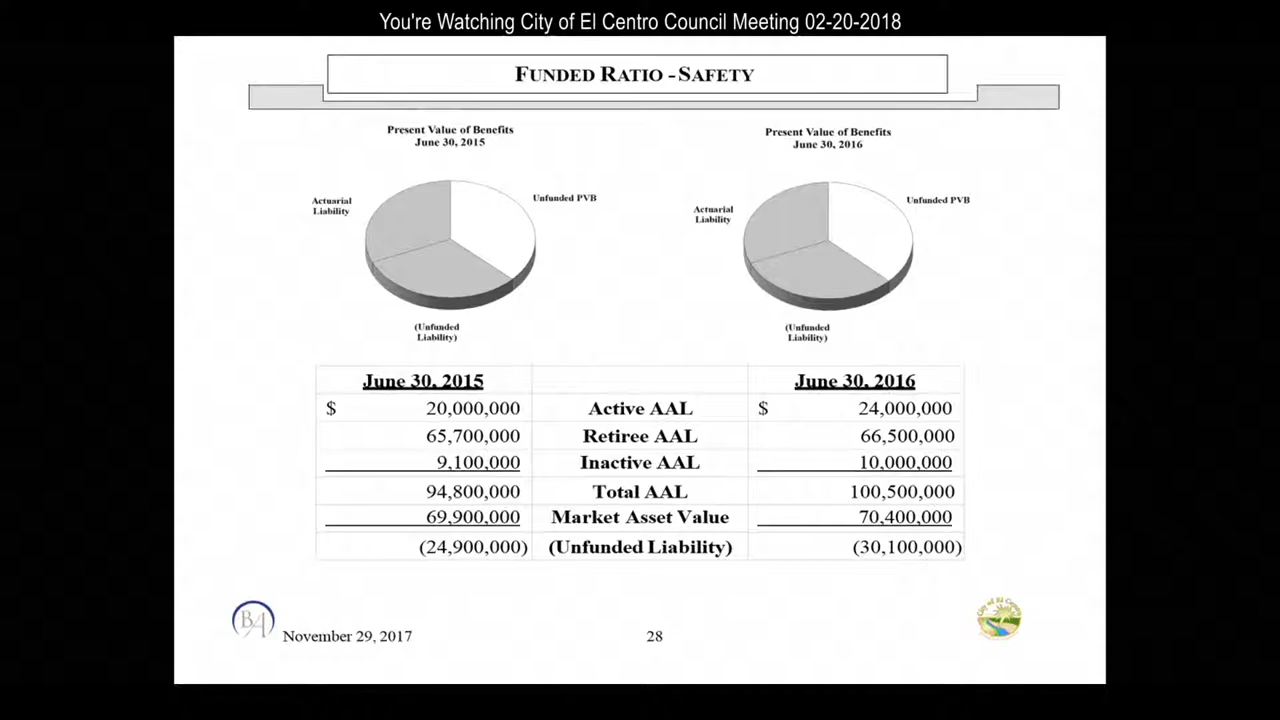 You're Watching City of El Centro Council Meeting 02-20-2018
FUNDED RATIO - SAFETY
Present Value of Benefits
June 30, 2015
Actuarial
Liability
Unfunded PVB
(Unfunded
Liability)
Present Value of Benefits
June 30, 2016
Actuarial
Liability
Unfunded PVB
(Unfunded
Liability)
June 30, 2015 June 30, 2016
$ 20,000,000 Active AAL $ 24,000,000
65,700,000 Retiree AAL 66,500,000
9,100,000 Inactive AAL 10,000,000
94,800,000 Total AAL 100,500,000
69,900,000 Market Asset Value 70,400,000
(24,900,000) (Unfunded Liability) (30,100,000)
BA
November 29, 2017
28
City of El Centro